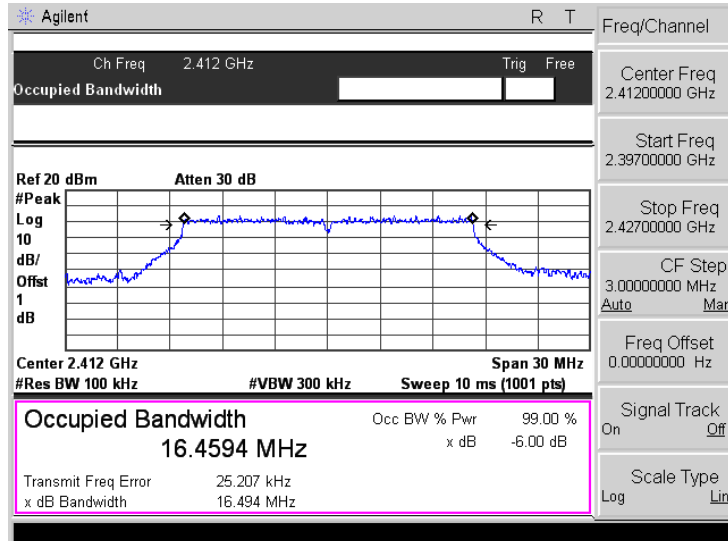 Agilent
R T
Freq/Channel
Ch Freq 2.412 GHz Trig Free
Occupied Bandwidth
Center Freq
2.41200000 GHz
Start Freq
2.39700000 GHz
Stop Freq
2.42700000 GHz
CF Step
3.00000000 MHz
Auto Man
Freq Offset
0.00000000 Hz
Signal Track
On Off
Scale Type
Log Lin
Ref 20 dBm Atten 30 dB
#Peak
Log
10
dB/
Offst
1
dB
Center 2.412 GHz Span 30 MHz
#Res BW 100 kHz #VBW 300 kHz Sweep 10 ms (1001 pts)
Occupied Bandwidth
16.4594 MHz
Occ BW % Pwr 99.00 %
x dB -6.00 dB
Transmit Freq Error 25.207 kHz
x dB Bandwidth 16.494 MHz